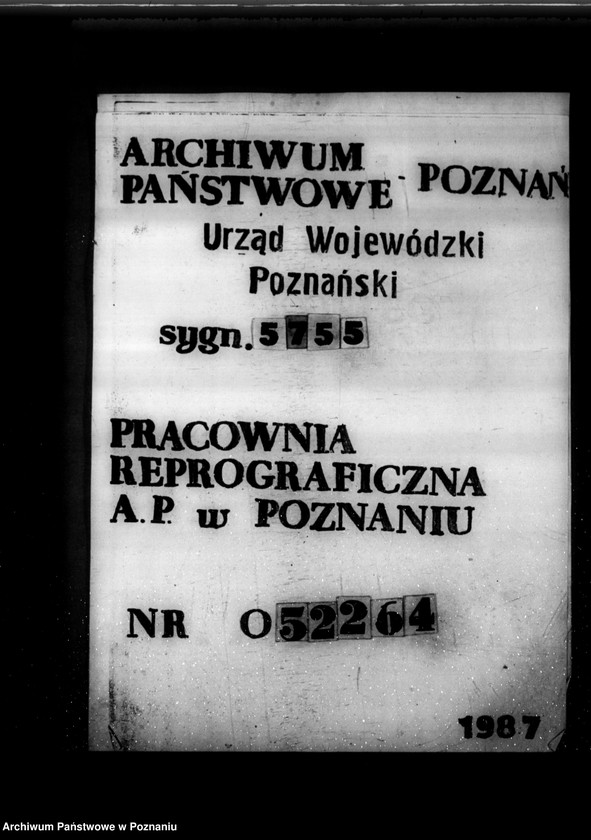 ARCHIWUM
PAŃSTWOWE - POZNAŃ
Urząd Wojewódzki
Poznański
sygn. 5755
PRACOWNIA
REPROGRAFICZNA
A.P. w POZNANIU
NR O52264
1987
Archiwum Państwowe w Poznaniu